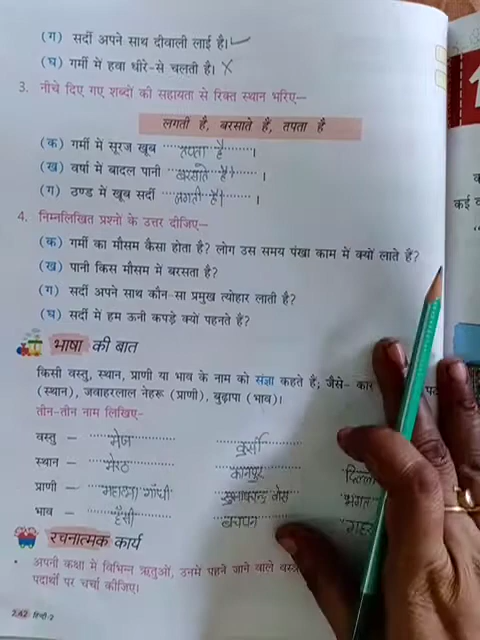 (ग) सर्दी अपने साथ दीवाली लाई है। ✓
(घ) गर्मी में हवा धीरे-से चलती है। X
3. नीचे दिए गए शब्दों की सहायता से रिक्त स्थान भरिए–
लगती है, बरसाते हैं, तपता है
(क) गर्मी में सूरज खूब तपता है ।
(ख) वर्षा में बादल पानी बरसाते है। ।
(ग) ठण्ड में खूब सर्दी लगती है। ।
4. निम्नलिखित प्रश्नों के उत्तर दीजिए–
(क) गर्मी का मौसम कैसा होता है? लोग उस समय पंखा काम में क्यों लाते हैं?
(ख) पानी किस मौसम में बरसता है?
(ग) सर्दी अपने साथ कौन-सा प्रमुख त्योहार लाती है?
(घ) सर्दी में हम ऊनी कपड़े क्यों पहनते हैं?
भाषा की बात
किसी वस्तु, स्थान, प्राणी या भाव के नाम को संज्ञा कहते हैं; जैसे– कार
(स्थान), जवाहरलाल नेहरू (प्राणी), बुढ़ापा (भाव)।
तीन-तीन नाम लिखिए–
वस्तु – मेज कुर्सी
स्थान – मेरठ कानपुर दिल्ली
प्राणी – महात्मा गाँधी बोस भगत
भाव – हँसी बचपन
रचनात्मक कार्य
• अपनी कक्षा में विभिन्न ऋतुओं, उनमें पहने जाने वाले वस्त्र
पदार्थों पर चर्चा कीजिए।
242 हिन्दी-2